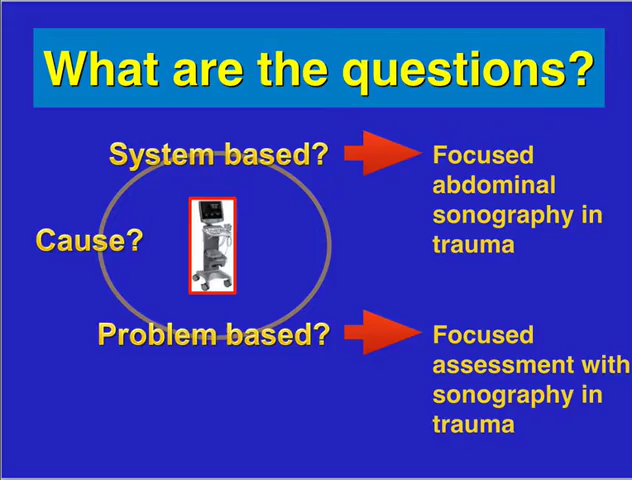 What are the questions?
System based?
Focused
abdominal
sonography in
trauma
Cause?
Problem based?
Focused
assessment with
sonography in
trauma